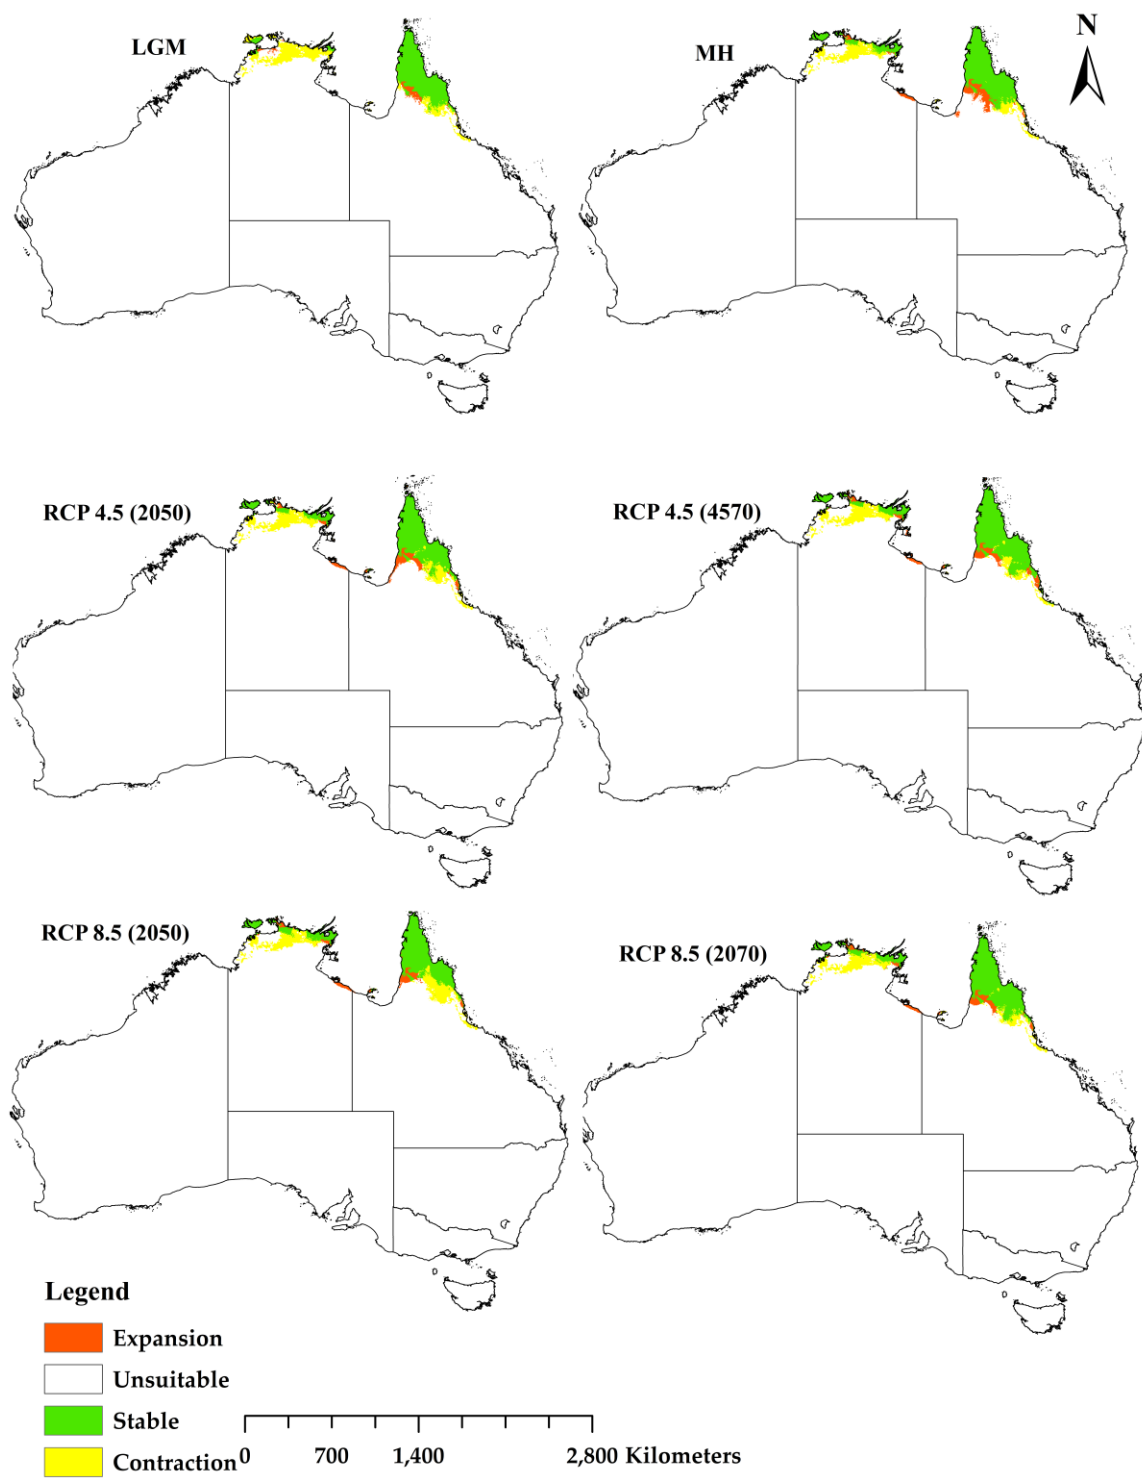 LGM
MH
N
RCP 4.5 (2050)
RCP 4.5 (4570)
RCP 8.5 (2050)
RCP 8.5 (2070)
Legend
Expansion
Unsuitable
Stable
Contraction
0 700 1,400 2,800 Kilometers